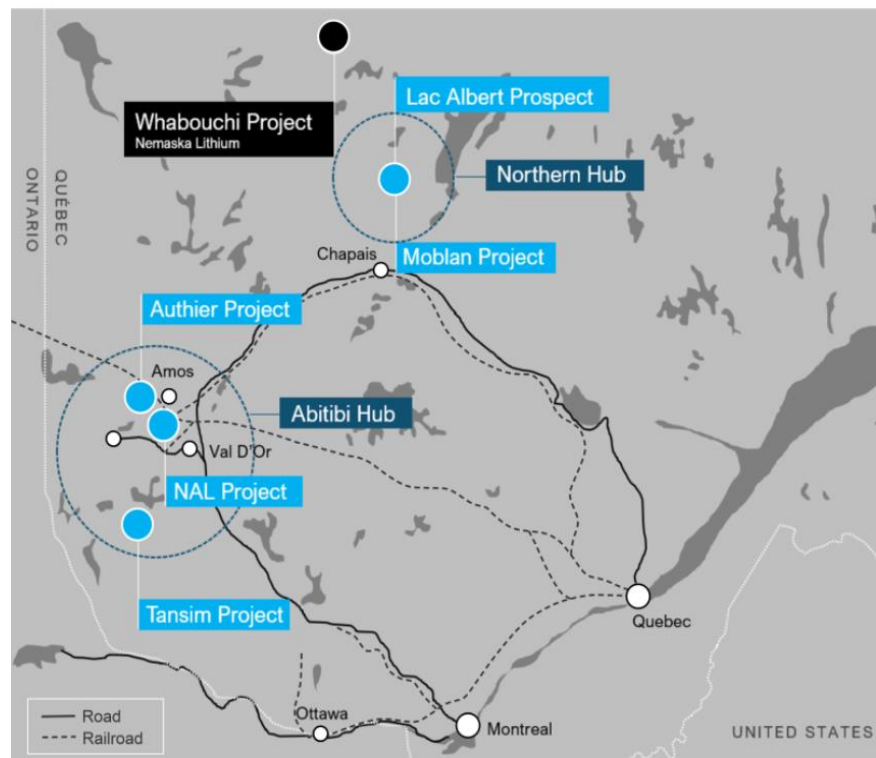 Lac Albert Prospect
Whabouchi Project
Nemaska Lithium
Northern Hub
QUÉBEC
ONTARIO
Chapais
Moblan Project
Authier Project
Amos
Abitibi Hub
Val D'Or
NAL Project
Tansim Project
Quebec
Ottawa
Montreal
UNITED STATES
Road
Railroad